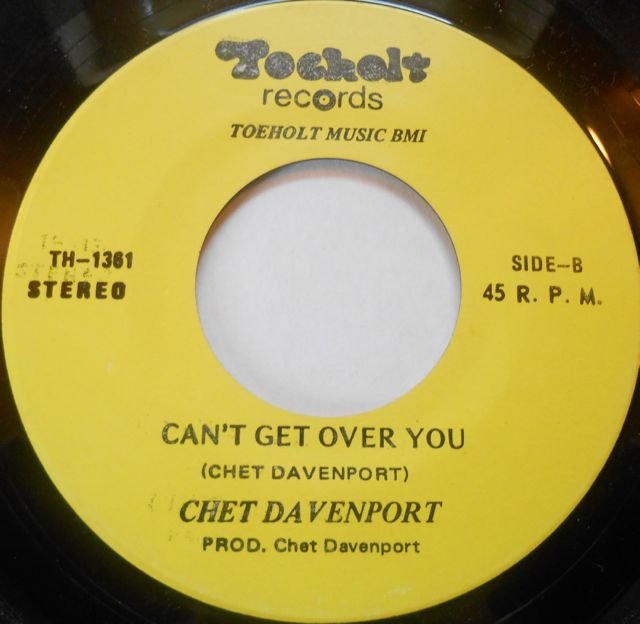 Toeholt
records
TOEHOLT MUSIC BMI
TH-1361
STEREO
SIDE-B
45 R. P. M.
CAN'T GET OVER YOU
(CHET DAVENPORT)
CHET DAVENPORT
PROD. Chet Davenport